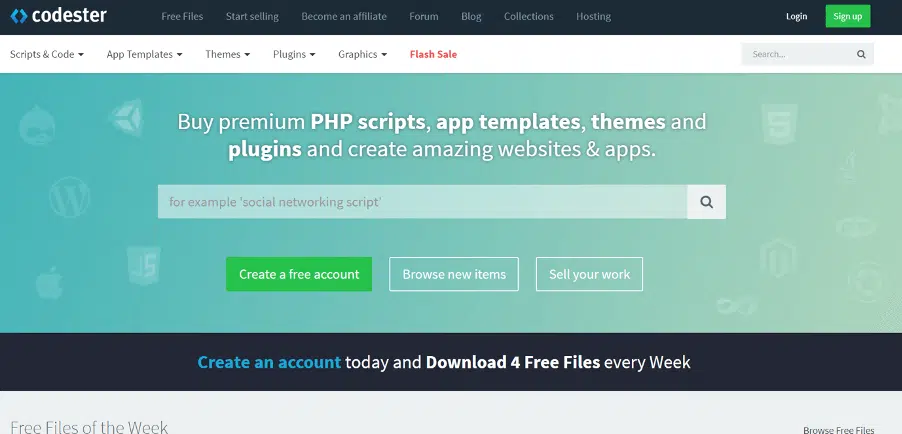 codester
Free Files Start selling Become an affiliate Forum Blog Collections Hosting Login Sign up
Scripts & Code App Templates Themes Plugins Graphics Flash Sale Search...
Buy premium PHP scripts, app templates, themes and
plugins and create amazing websites & apps.
for example 'social networking script'
Create a free account Browse new items Sell your work
Create an account today and Download 4 Free Files every Week
Free Files of the Week Browse Free Files